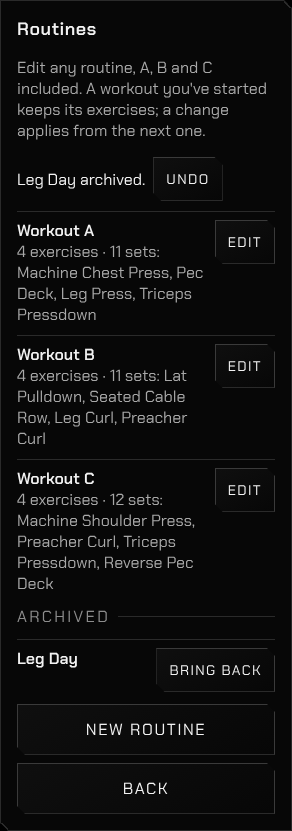 Routines
Edit any routine, A, B and C
included. A workout you've started
keeps its exercises; a change
applies from the next one.
Leg Day archived. UNDO
Workout A
EDIT
4 exercises · 11 sets:
Machine Chest Press, Pec
Deck, Leg Press, Triceps
Pressdown
Workout B
EDIT
4 exercises · 11 sets: Lat
Pulldown, Seated Cable
Row, Leg Curl, Preacher
Curl
Workout C
EDIT
4 exercises · 12 sets:
Machine Shoulder Press,
Preacher Curl, Triceps
Pressdown, Reverse Pec
Deck
ARCHIVED
Leg Day
BRING BACK
NEW ROUTINE
BACK